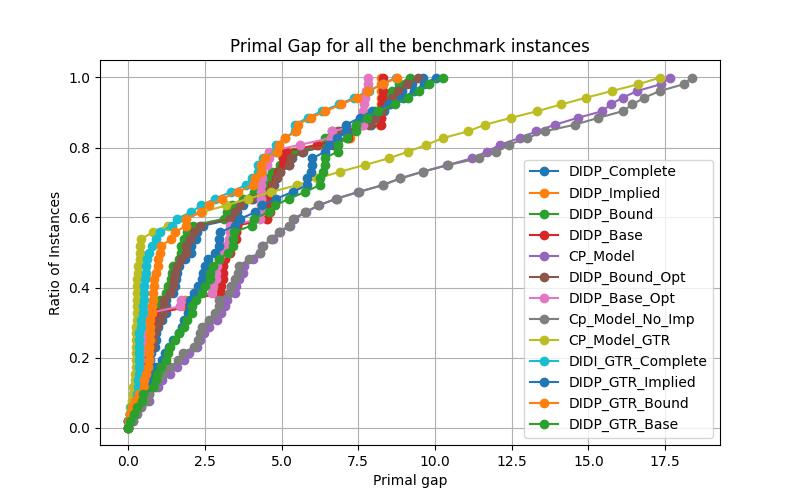 Primal Gap for all the benchmark instances
1.0
0.8
0.6
0.4
0.2
0.0
Ratio of Instances
0.0 2.5 5.0 7.5 10.0 12.5 15.0 17.5
Primal gap
DIDP_Complete
DIDP_Implied
DIDP_Bound
DIDP_Base
CP_Model
DIDP_Bound_Opt
DIDP_Base_Opt
Cp_Model_No_Imp
CP_Model_GTR
DIDI_GTR_Complete
DIDP_GTR_Implied
DIDP_GTR_Bound
DIDP_GTR_Base